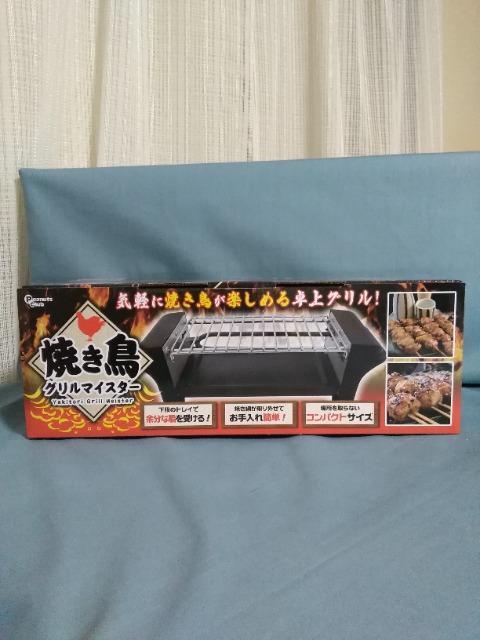 Peanuts Club
気軽に焼き鳥が楽しめる卓上グリル!
焼き鳥
グリルマイスター
Yakitori Grill Meister
下段のトレイで
余分な脂を受ける!
焼き網が取り外せて
お手入れ簡単!
場所を取らない
コンパクトサイズ